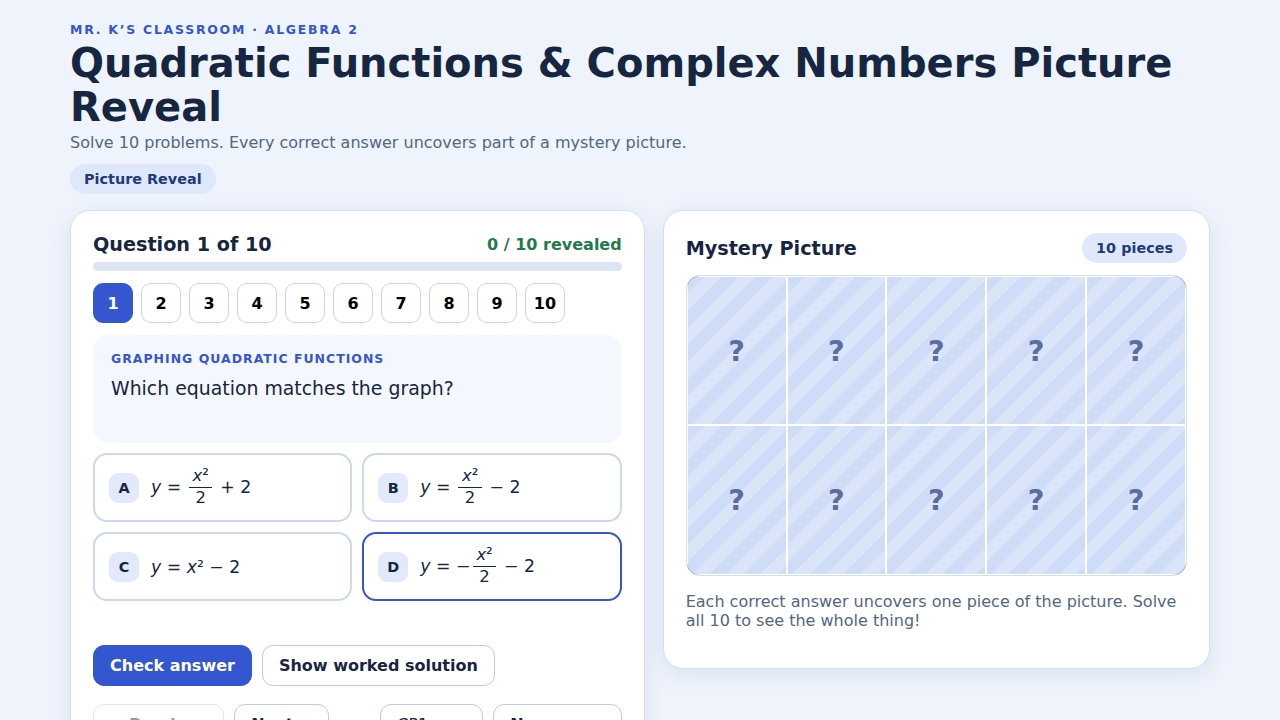 MR. K’S CLASSROOM · ALGEBRA 2
Quadratic Functions & Complex Numbers Picture
Reveal
Solve 10 problems. Every correct answer uncovers part of a mystery picture.
Picture Reveal
Question 1 of 10
0 / 10 revealed
1 2 3 4 5 6 7 8 9 10
GRAPHING QUADRATIC FUNCTIONS
Which equation matches the graph?
A y = x²/2 + 2
B y = x²/2 − 2
C y = x² − 2
D y = −x²/2 − 2
Check answer
Show worked solution
Mystery Picture
10 pieces
? ? ? ? ?
? ? ? ? ?
Each correct answer uncovers one piece of the picture. Solve
all 10 to see the whole thing!